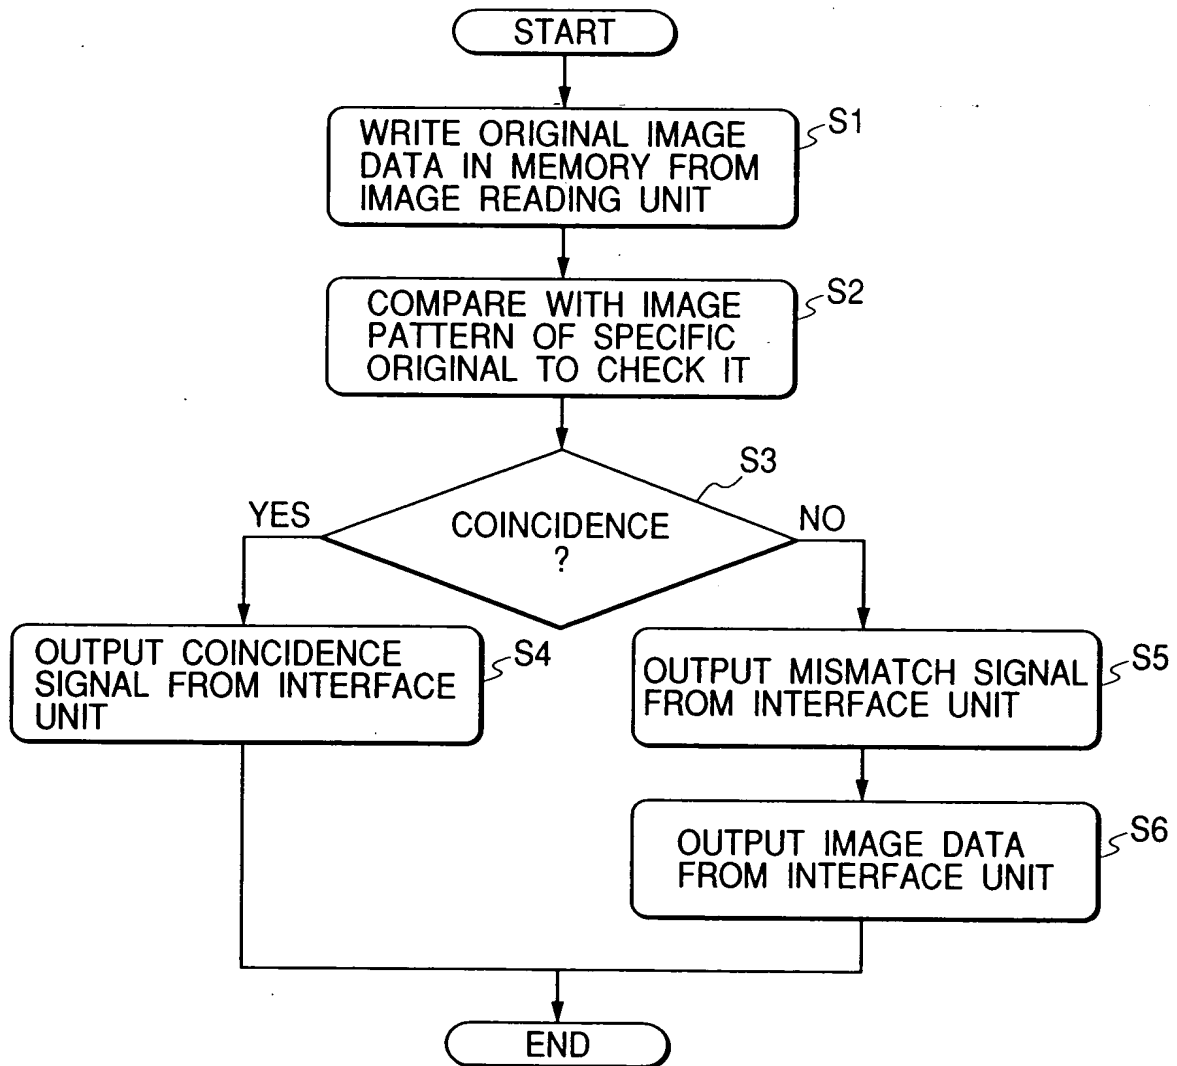 START
WRITE ORIGINAL IMAGE
DATA IN MEMORY FROM
IMAGE READING UNIT
S1
COMPARE WITH IMAGE
PATTERN OF SPECIFIC
ORIGINAL TO CHECK IT
S2
S3
COINCIDENCE
?
YES
NO
OUTPUT COINCIDENCE
SIGNAL FROM INTERFACE
UNIT
S4
OUTPUT MISMATCH SIGNAL
FROM INTERFACE UNIT
S5
OUTPUT IMAGE DATA
FROM INTERFACE UNIT
S6
END